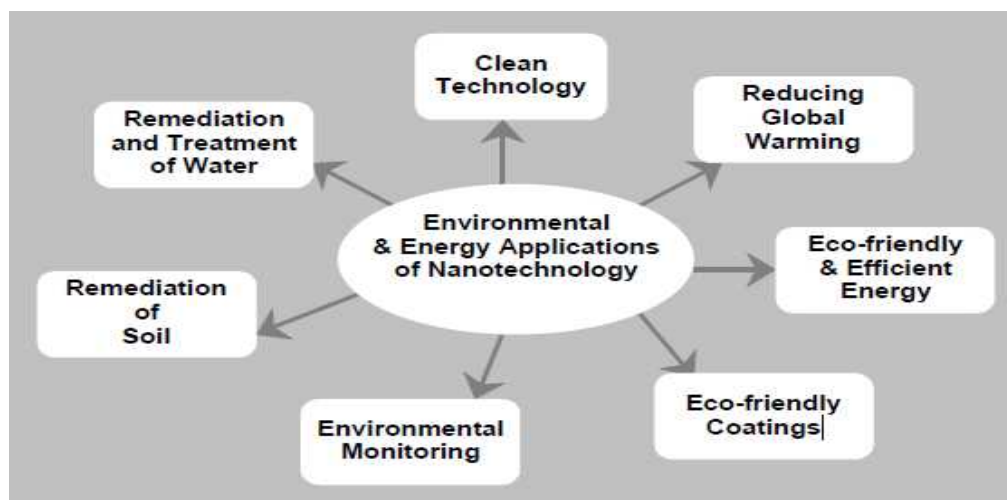 Clean
Technology
Reducing
Global
Warming
Remediation
and Treatment
of Water
Environmental
& Energy Applications
of Nanotechnology
Eco-friendly
& Efficient
Energy
Remediation
of
Soil
Eco-friendly
Coatings
Environmental
Monitoring